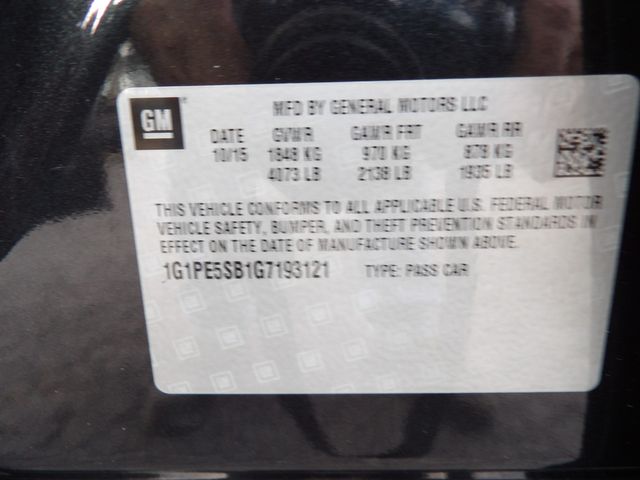 GM
MFD BY GENERAL MOTORS LLC
DATE GVWR GAWR FRT GAWR RR
10/15 1848 KG 970 KG 878 KG
4073 LB 2138 LB 1935 LB
THIS VEHICLE CONFORMS TO ALL APPLICABLE U.S. FEDERAL MOTOR
VEHICLE SAFETY, BUMPER, AND THEFT PREVENTION STANDARDS IN
EFFECT ON THE DATE OF MANUFACTURE SHOWN ABOVE.
1G1PE5SB1G7193121 TYPE: PASS CAR